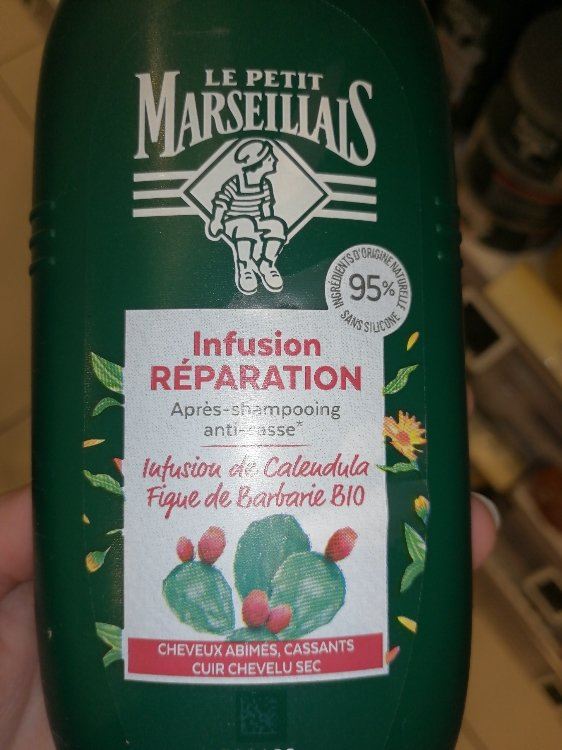 LE PETIT
MARSEILLAIS
INGRÉDIENTS D'ORIGINE NATURELLE
95%
SANS SILICONE
Infusion
RÉPARATION
Après-shampooing
anti-casse*
Infusion de Calendula
Figue de Barbarie BIO
CHEVEUX ABÎMÉS, CASSANTS
CUIR CHEVELU SEC